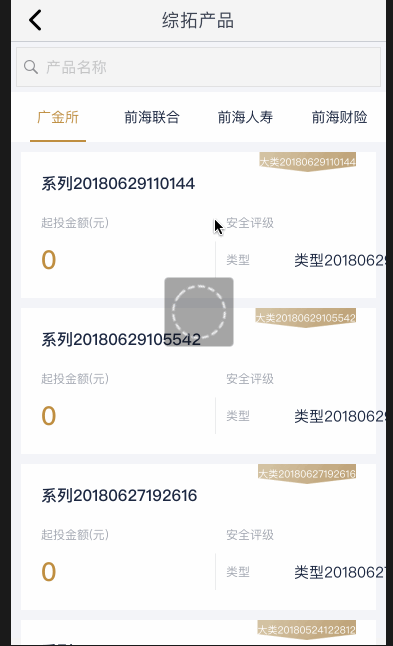 综拓产品
产品名称
广金所 前海联合 前海人寿 前海财险
大类20180629110144
系列20180629110144
起投金额(元) 安全评级
0 类型 类型2018062
大类20180629105542
系列20180629105542
起投金额(元) 安全评级
0 类型 类型2018062
大类20180627192616
系列20180627192616
起投金额(元) 安全评级
0 类型 类型2018062
大类20180524122812